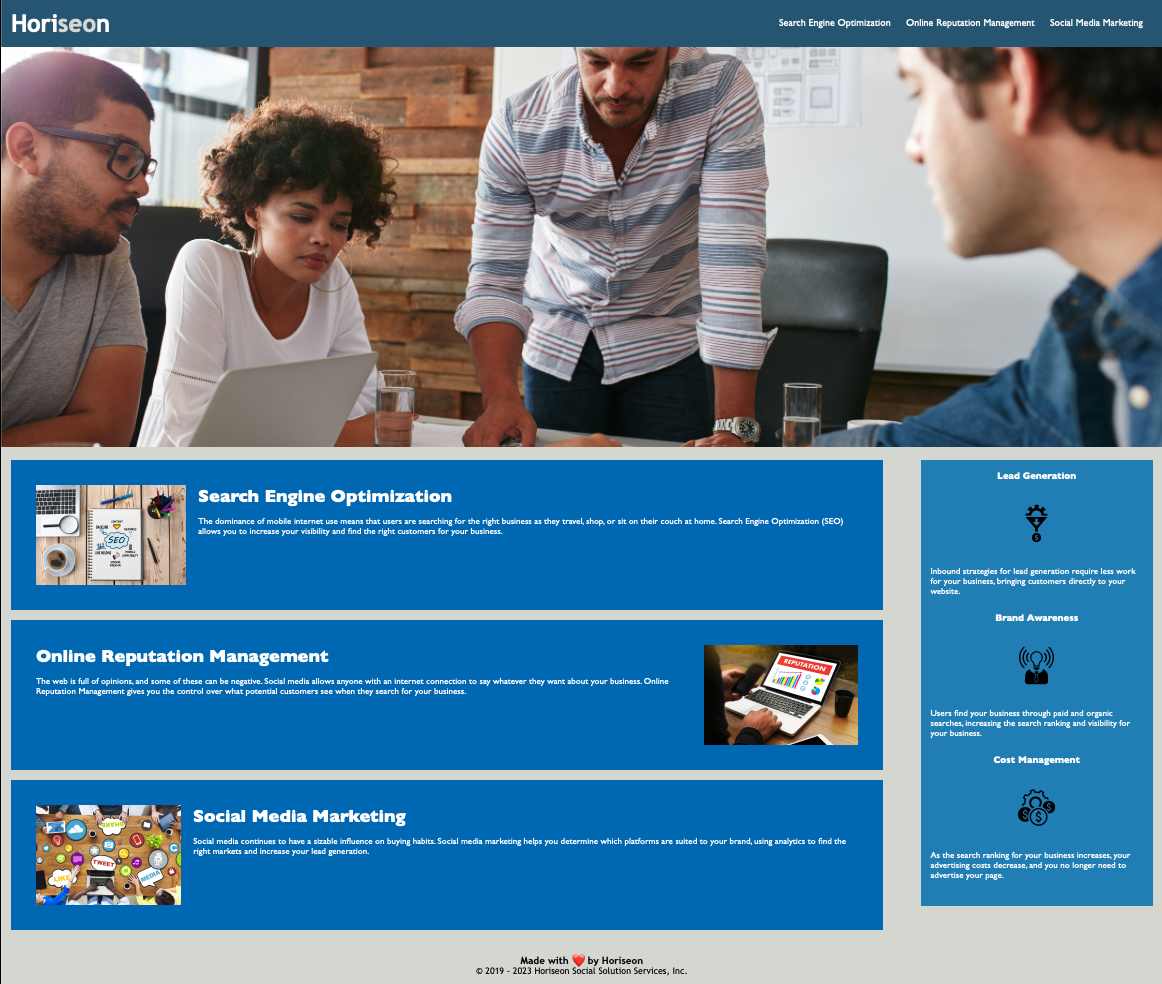 Horiseon
Search Engine Optimization
Online Reputation Management
Social Media Marketing
SEO
Search Engine Optimization
The dominance of mobile internet use means that users are searching for the right business as they travel, shop, or sit on their couch at home. Search Engine Optimization (SEO)
allows you to increase your visibility and find the right customers for your business.
Online Reputation Management
The web is full of opinions, and some of these can be negative. Social media allows anyone with an internet connection to say whatever they want about your business. Online
Reputation Management gives you the control over what potential customers see when they search for your business.
REPUTATION
Social Media Marketing
Social media continues to have a sizable influence on buying habits. Social media marketing helps you determine which platforms are suited to your brand, using analytics to find the
right markets and increase your lead generation.
SHARE
TWEET
LIKE
MEDIA
Lead Generation
Inbound strategies for lead generation require less work
for your business, bringing customers directly to your
website.
Brand Awareness
Users find your business through paid and organic
searches, increasing the search ranking and visibility for
your business.
Cost Management
As the search ranking for your business increases, your
advertising costs decrease, and you no longer need to
advertise your page.
Made with ❤️ by Horiseon
© 2019 - 2023 Horiseon Social Solution Services, Inc.